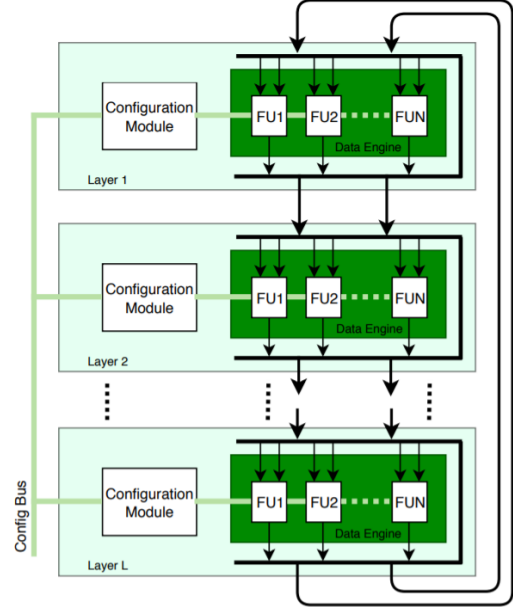 Configuration
Module
FU1
FU2
FUN
Data Engine
Layer 1
Configuration
Module
FU1
FU2
FUN
Data Engine
Layer 2
Configuration
Module
FU1
FU2
FUN
Data Engine
Layer L
Config Bus